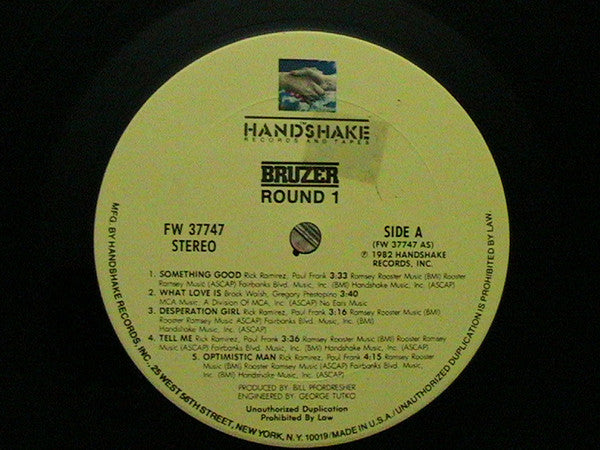 HANDSHAKE
RECORDS AND TAPES
BRUZER
ROUND 1
FW 37747
STEREO
SIDE A
(FW 37747 AS)
℗ 1982 HANDSHAKE
RECORDS, INC.
1. SOMETHING GOOD Rick Ramirez, Paul Frank 3:33 Ramsey Rooster Music (BMI) Rooster
Ramsey Music (ASCAP) Fairbanks Blvd. Music, Inc. (BMI) Handshake Music, Inc. (ASCAP)
2. WHAT LOVE IS Brock Walsh, Gregory Prestopino 3:40
MCA Music, A Division Of MCA, Inc. (ASCAP) No Ears Music
3. DESPERATION GIRL Rick Ramirez, Paul Frank 3:16 Ramsey Rooster Music (BMI) Rooster
Ramsey Music (ASCAP) Fairbanks Blvd. Music, Inc. (BMI)
Handshake Music, Inc. (ASCAP)
4. TELL ME Rick Ramirez, Paul Frank 3:36 Ramsey Rooster Music (BMI) Rooster Ramsey
Music (ASCAP) Fairbanks Blvd. Music, Inc. (BMI) Handshake Music, Inc. (ASCAP)
5. OPTIMISTIC MAN Rick Ramirez, Paul Frank 4:15 Ramsey Rooster
Music (BMI) Rooster Ramsey Music (ASCAP) Fairbanks Blvd. Music,
Inc. (BMI) Handshake Music, Inc. (ASCAP)
PRODUCED BY: BILL PFORDRESHER
ENGINEERED BY: GEORGE TUTKO
Unauthorized Duplication
Prohibited By Law
MFG. BY HANDSHAKE RECORDS, INC., 25 WEST 56TH STREET, NEW YORK, N.Y. 10019/MADE IN U.S.A./UNAUTHORIZED DUPLICATION IS PROHIBITED BY LAW.